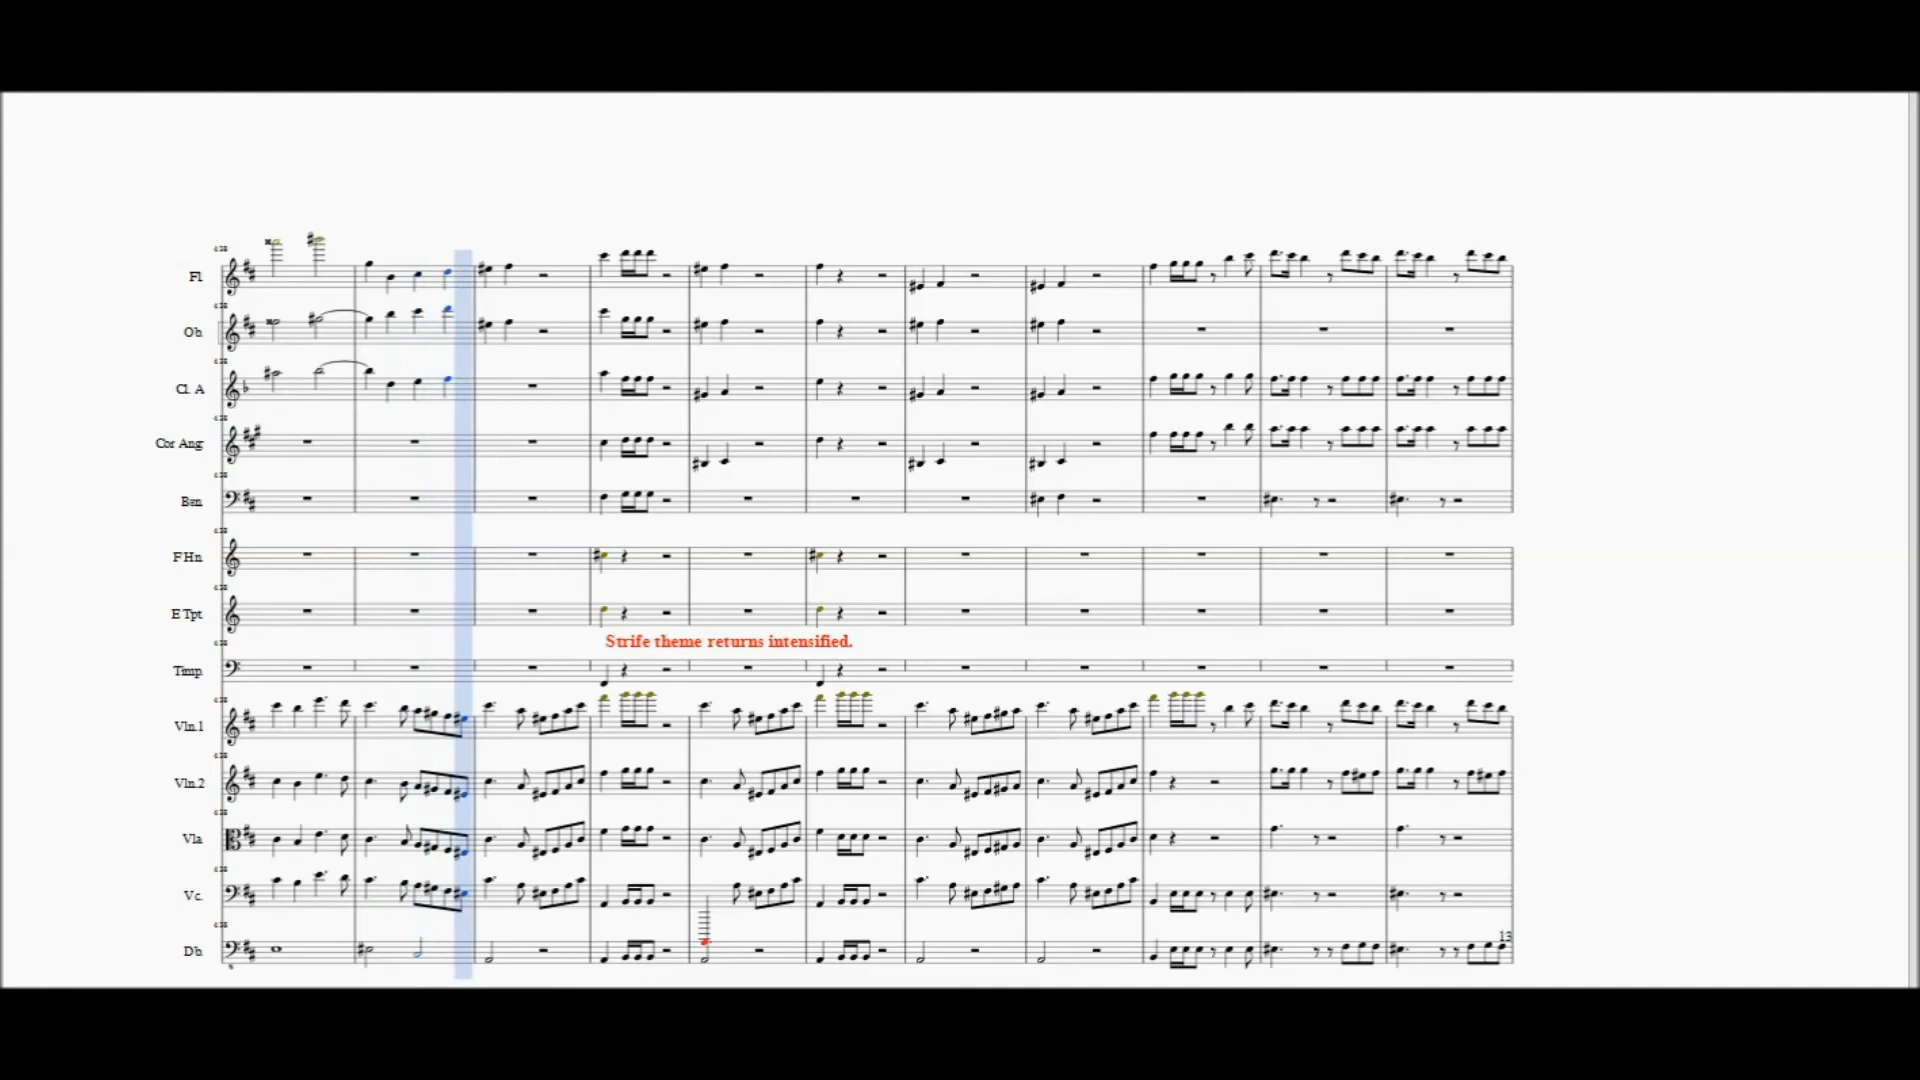 Fl.
Ob.
Cl. A
Cor Ang.
Bsn.
F Hn.
E Tpt.
Strife theme returns intensified.
Timp.
Vln.1
Vln.2
Vla.
Vc.
Db.
13